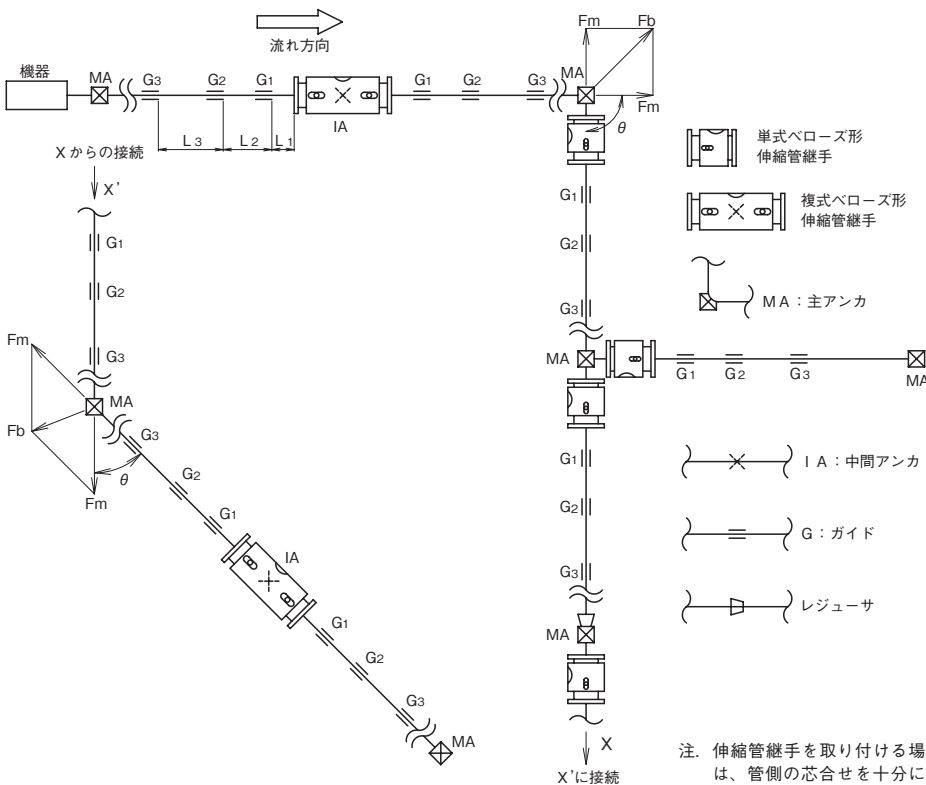 流れ方向
Fm
Fb
機器
MA
G3
G2
G1
IA
G1
G2
G3
MA
Fm
θ
L3
L2
L1
Xからの接続
X'
単式ベローズ形
伸縮管継手
複式ベローズ形
伸縮管継手
MA：主アンカ
G1
G2
G3
G1
G2
G3
MA
G1
G2
G3
MA
Fm
Fb
Fm
MA
G3
θ
G2
G1
IA
G1
G2
G3
MA
G1
G2
G3
MA
X
X'に接続
IA：中間アンカ
G：ガイド
レジューサ
注. 伸縮管継手を取り付ける場
は、管側の芯合せを十分に